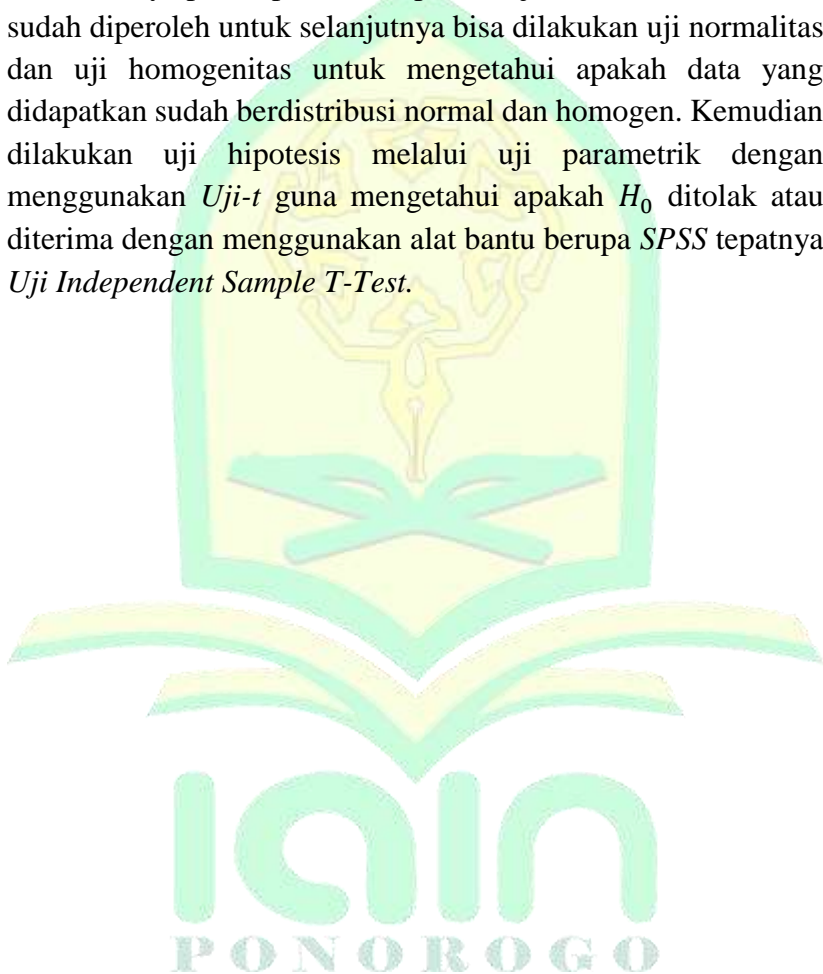 sudah diperoleh untuk selanjutnya bisa dilakukan uji normalitas
dan uji homogenitas untuk mengetahui apakah data yang
didapatkan sudah berdistribusi normal dan homogen. Kemudian
dilakukan uji hipotesis melalui uji parametrik dengan
menggunakan Uji-t guna mengetahui apakah H₀ ditolak atau
diterima dengan menggunakan alat bantu berupa SPSS tepatnya
Uji Independent Sample T-Test.
iain
PONOROGO